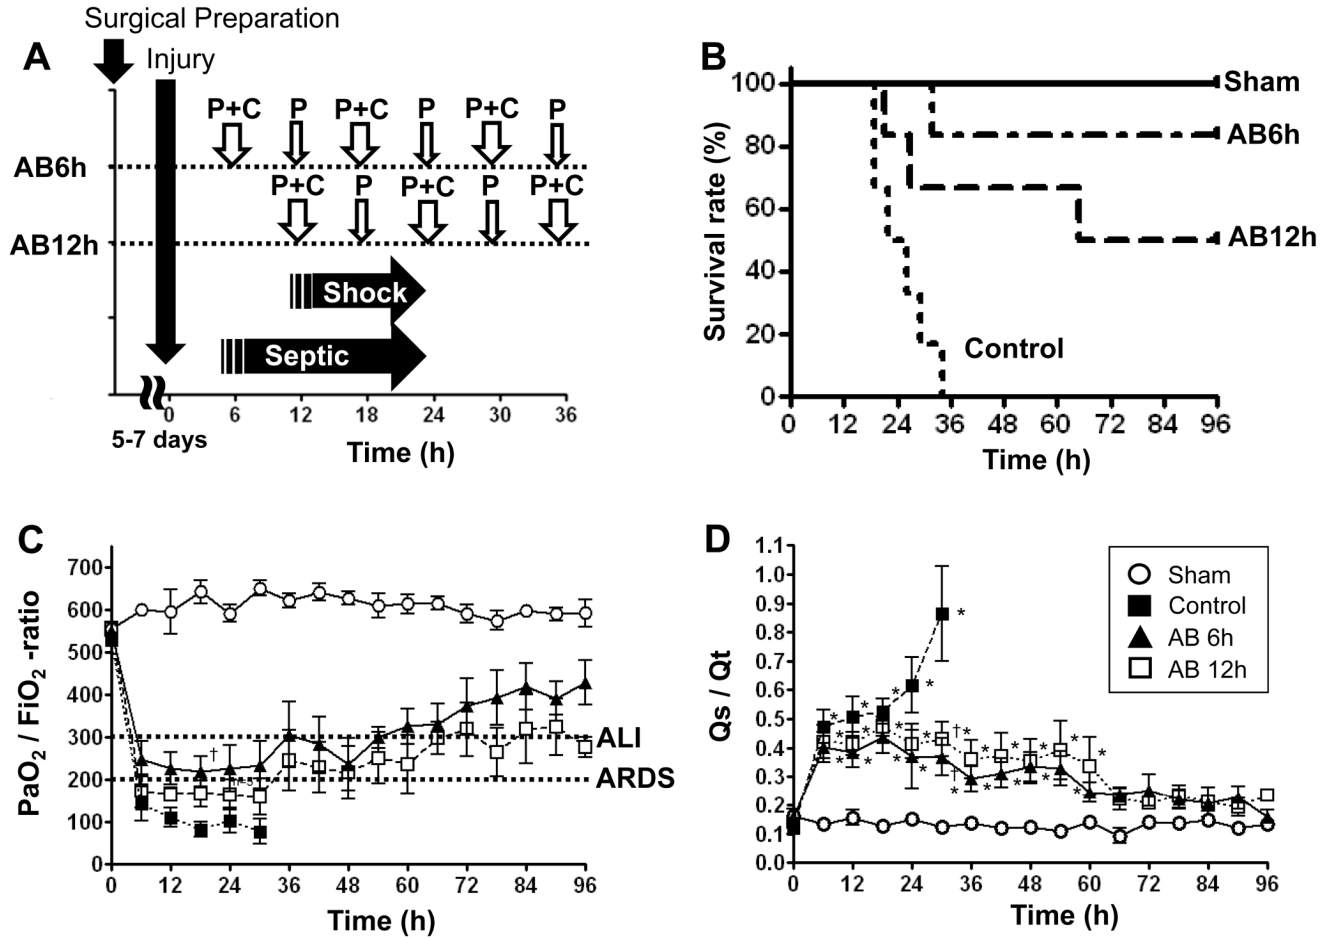 Surgical Preparation
A
Injury
P+C P P+C P P+C P
AB6h
P+C P P+C P P+C
AB12h
Shock
Septic
0 6 12 18 24 30 36
5-7 days
Time (h)
B
Survival rate (%)
100
80
60
40
20
0
Sham
AB6h
AB12h
Control
0 12 24 36 48 60 72 84 96
Time (h)
C
PaO2 / FiO2 -ratio
700
600
500
400
300
200
100
0
†
ALI
ARDS
0 12 24 36 48 60 72 84 96
Time (h)
D
Qs / Qt
1.1
1.0
0.9
0.8
0.7
0.6
0.5
0.4
0.3
0.2
0.1
0.0
Sham
Control
AB 6h
AB 12h
0 12 24 36 48 60 72 84 96
Time (h)